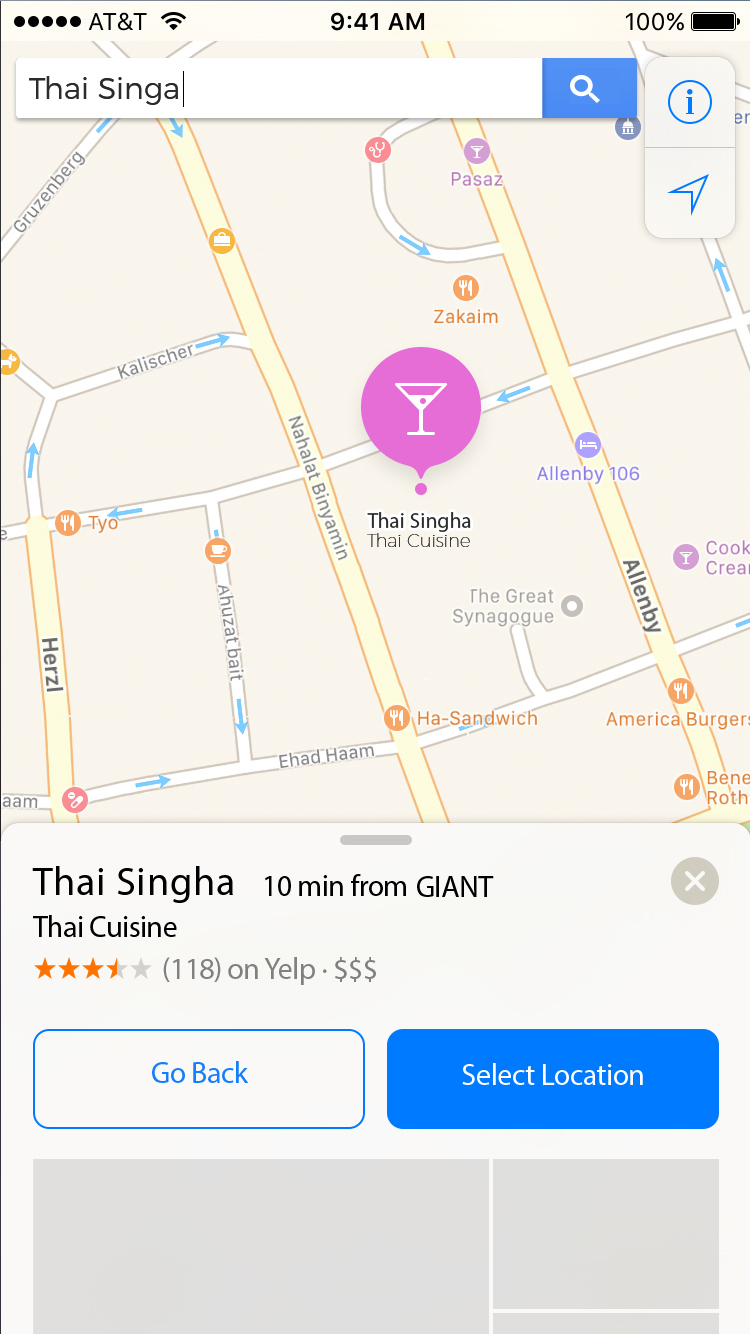 AT&T
9:41 AM
100%
Thai Singa
Gruzenberg
Pasaz
Zakaim
Kalischer
Nahalat Binyamin
Allenby 106
Tyo
Thai Singha
Thai Cuisine
Cook
Crear
Allenby
The Great
Synagogue
Ahuzat bait
Herzl
Ha-Sandwich
America Burgers
Ehad Haam
aam
Bene
Roth
Thai Singha 10 min from GIANT
Thai Cuisine
(118) on Yelp · $$$
Go Back
Select Location